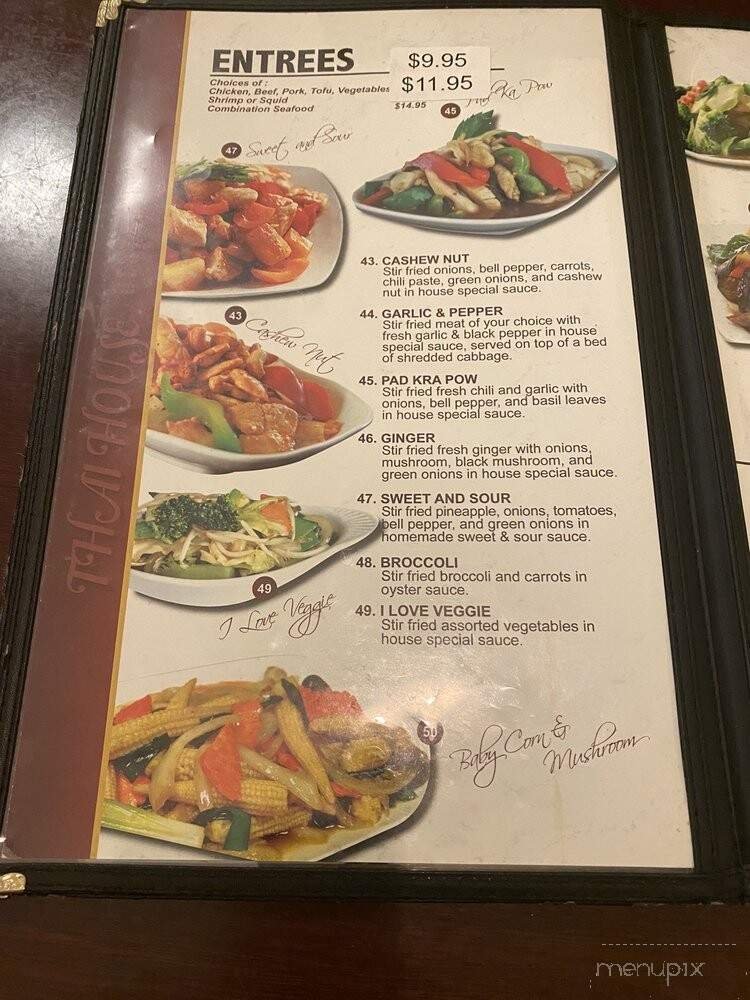 ENTREES
$9.95
$11.95
Choices of :
Chicken, Beef, Pork, Tofu, Vegetables
Shrimp or Squid
Combination Seafood
$14.95
45 Pad Ka Pow
47 Sweet and Sour
43. CASHEW NUT
Stir fried onions, bell pepper, carrots,
chili paste, green onions, and cashew
nut in house special sauce.
43 Cashew Nut
44. GARLIC & PEPPER
Stir fried meat of your choice with
fresh garlic & black pepper in house
special sauce, served on top of a bed
of shredded cabbage.
45. PAD KRA POW
Stir fried fresh chili and garlic with
onions, bell pepper, and basil leaves
in house special sauce.
46. GINGER
Stir fried fresh ginger with onions,
mushroom, black mushroom, and
green onions in house special sauce.
47. SWEET AND SOUR
Stir fried pineapple, onions, tomatoes,
bell pepper, and green onions in
homemade sweet & sour sauce.
48. BROCCOLI
Stir fried broccoli and carrots in
oyster sauce.
49
I Love Veggie
49. I LOVE VEGGIE
Stir fried assorted vegetables in
house special sauce.
50
Baby Corn &
Mushroom
THAI HOUSE
menupix